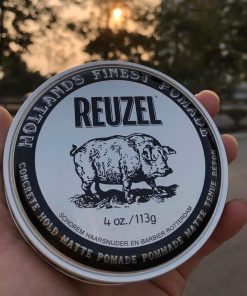 HOLLANDS FINEST POMADE
REUZEL
4 oz./113g
SCHOREM HAARSNIJDER EN BARBIER ROTTERDAM
CONCRETE HOLD MATTE POMADE POMMADE MATTE TENUE BÉTON